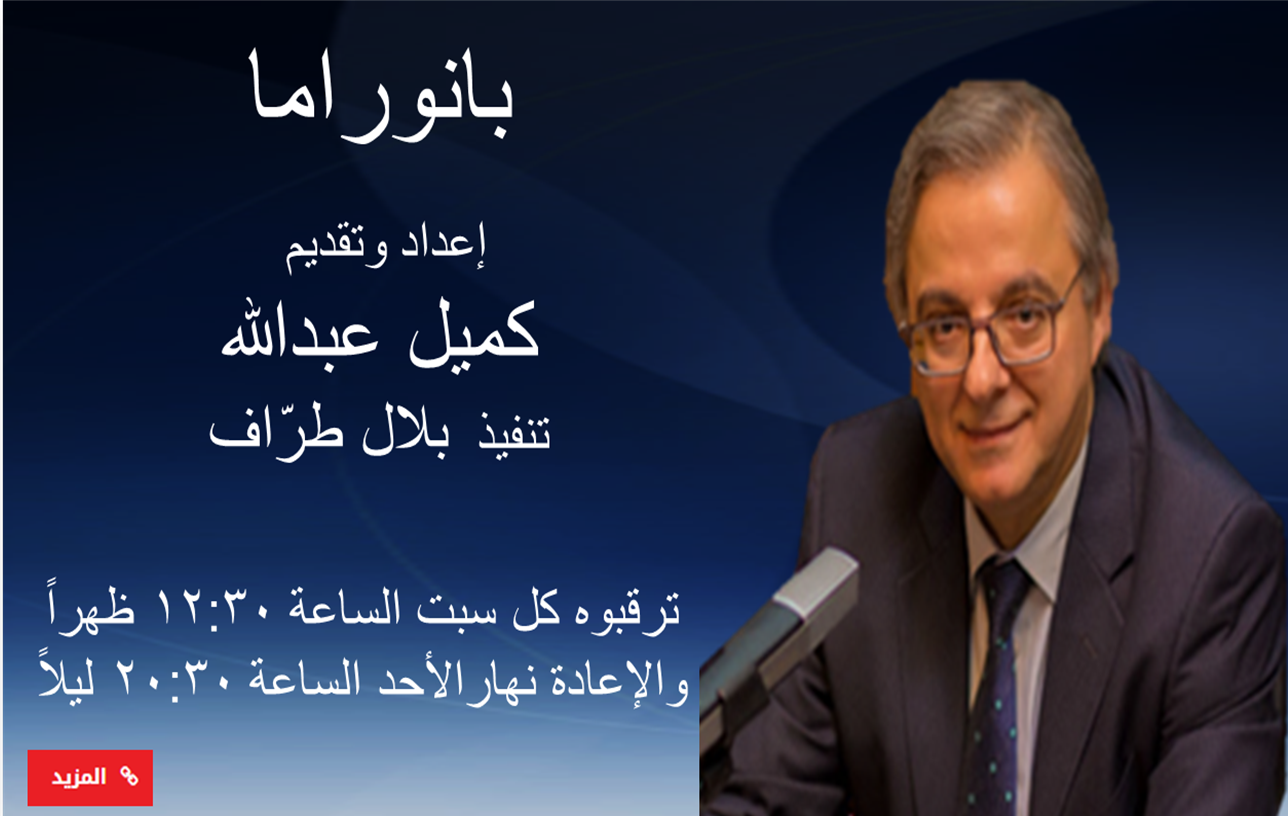 بانوراما
إعداد وتقديم
كميل عبدالله
تنفيذ بلال طرّاف
ترقبوه كل سبت الساعة ١٢:٣٠ ظهراً
والإعادة نهار الأحد الساعة ٢٠:٣٠ ليلاً
المزيد